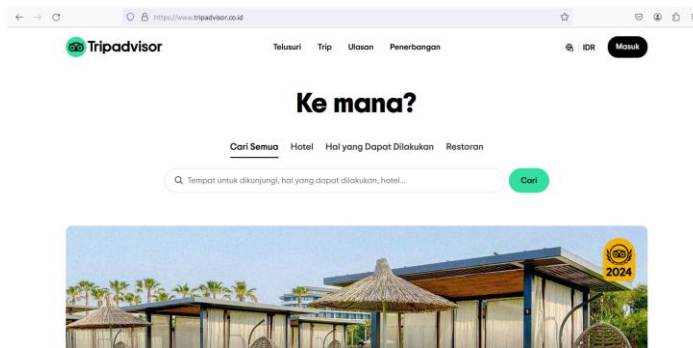 https://www.tripadvisor.co.id
Tripadvisor
Telusuri Trip Ulasan Penerbangan
IDR Masuk
Ke mana?
Cari Semua Hotel Hal yang Dapat Dilakukan Restoran
Tempat untuk dikunjungi, hal yang dapat dilakukan, hotel... Cari
2024